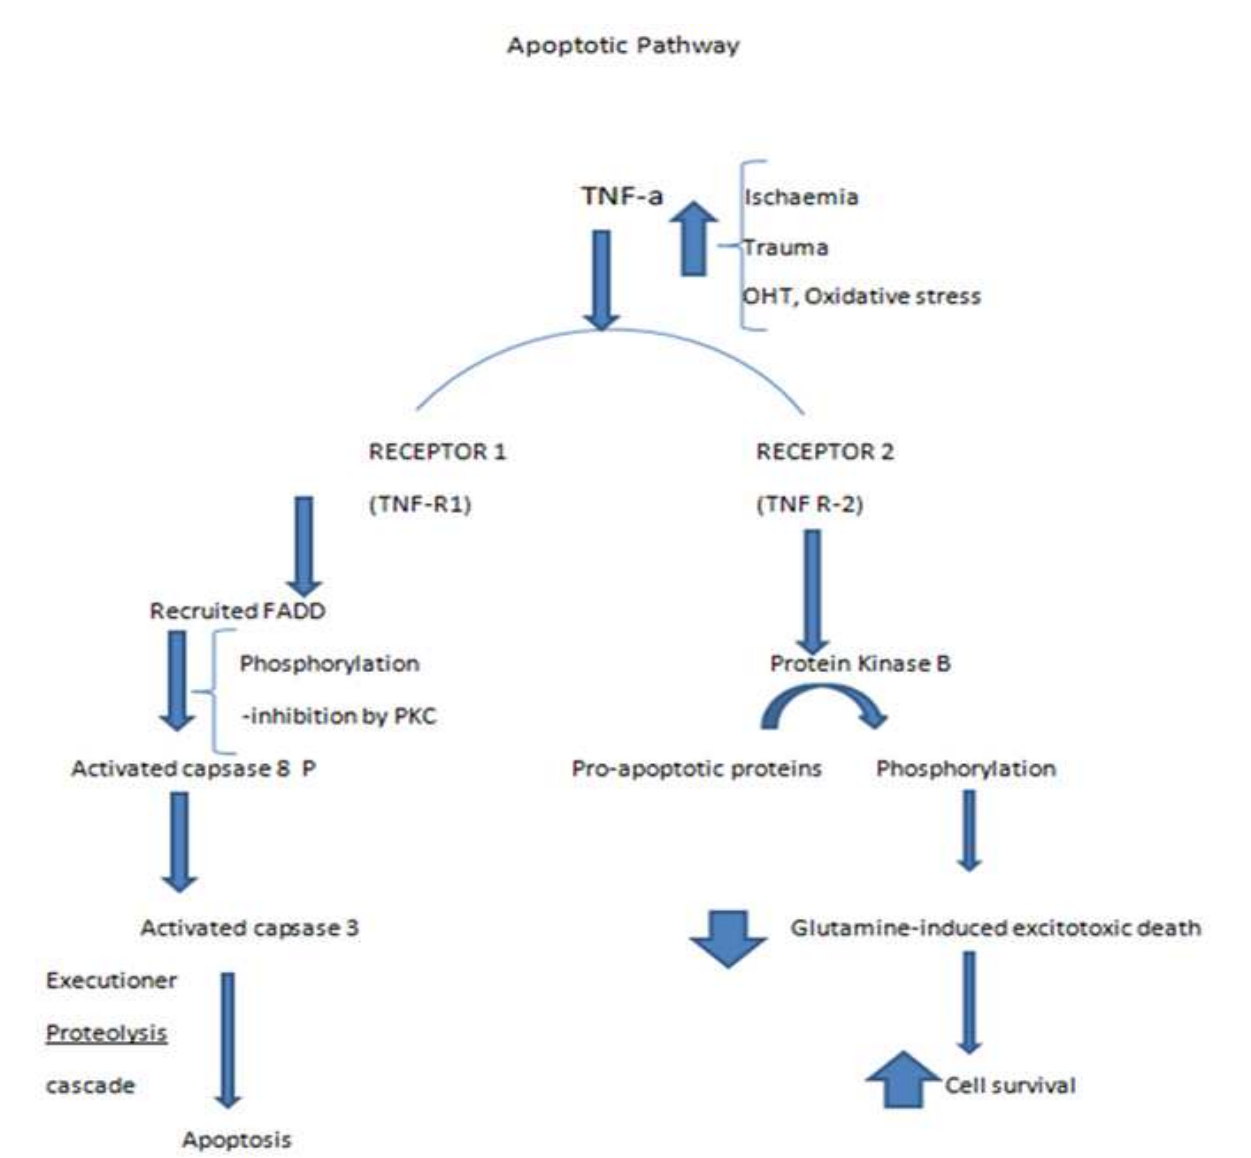 Apoptotic Pathway
TNF-a
Ischaemia
Trauma
OHT, Oxidative stress
RECEPTOR 1
(TNF-R1)
RECEPTOR 2
(TNF R-2)
Recruited FADD
Phosphorylation
-inhibition by PKC
Activated capsase 8 P
Activated capsase 3
Executioner
Proteolysis
cascade
Apoptosis
Protein Kinase B
Pro-apoptotic proteins
Phosphorylation
Glutamine-induced excitotoxic death
Cell survival